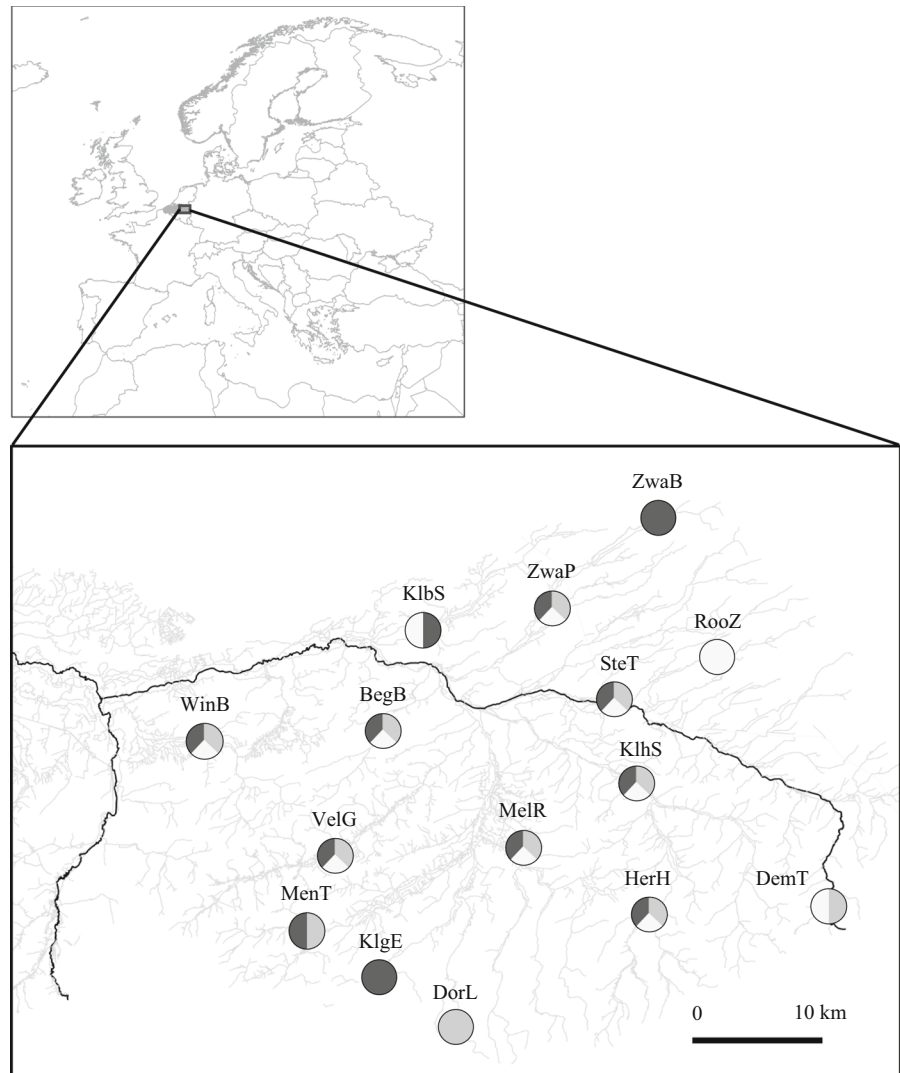 ZwaB
ZwaP
KlbS
RooZ
SteT
WinB
BegB
KlhS
VelG
MelR
HerH
DemT
MenT
KlgE
DorL
0 10 km